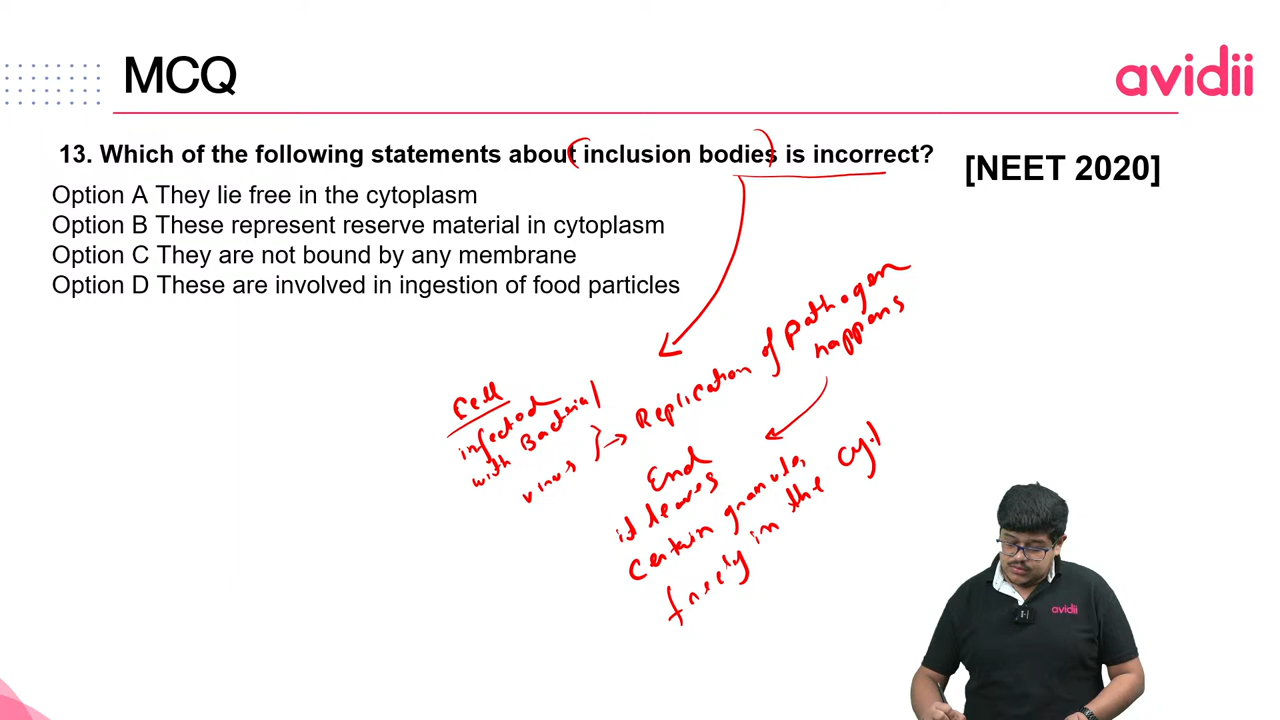 MCQ
avidii
13. Which of the following statements about inclusion bodies is incorrect?
[NEET 2020]
Option A They lie free in the cytoplasm
Option B These represent reserve material in cytoplasm
Option C They are not bound by any membrane
Option D These are involved in ingestion of food particles
Cell
infected
with Bacterial
virus
Replication of pathogen
happens
End
it leaves
certain granules
freely in the cyt
avidii